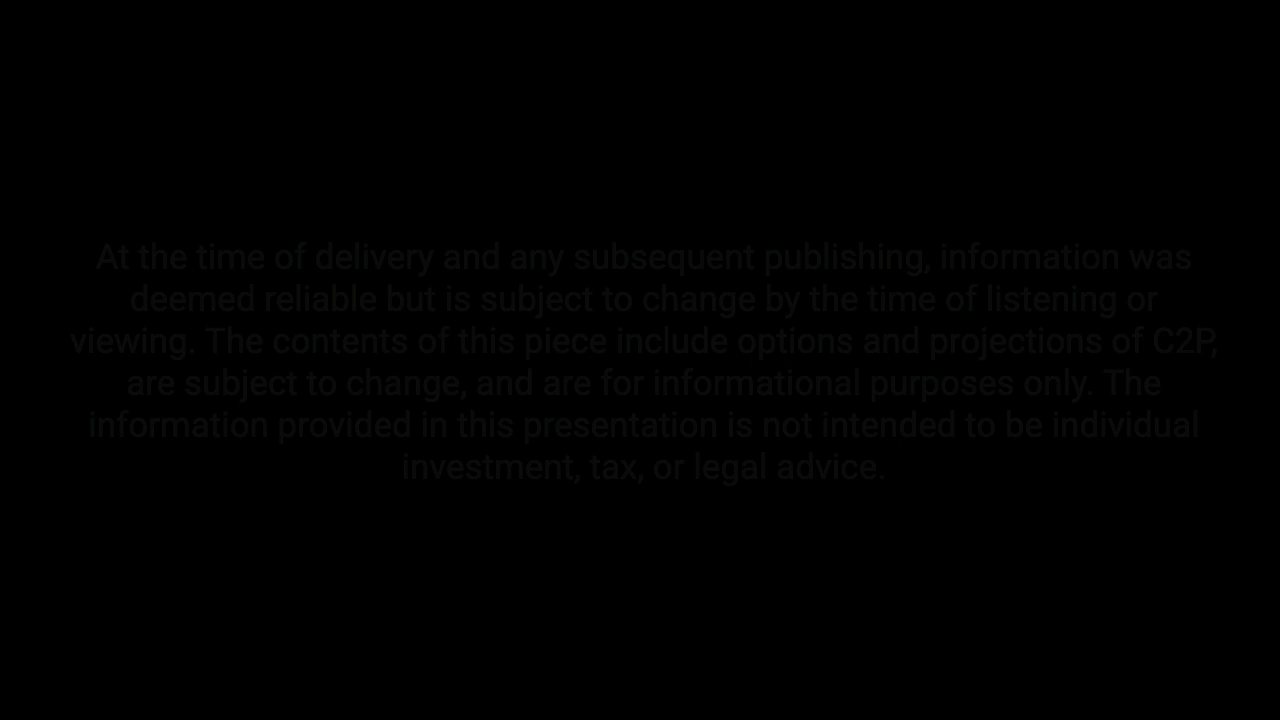 At the time of delivery and any subsequent publishing, information was
deemed reliable but is subject to change by the time of listening or
viewing. The contents of this piece include options and projections of C2P,
are subject to change, and are for informational purposes only. The
information provided in this presentation is not intended to be individual
investment, tax, or legal advice.